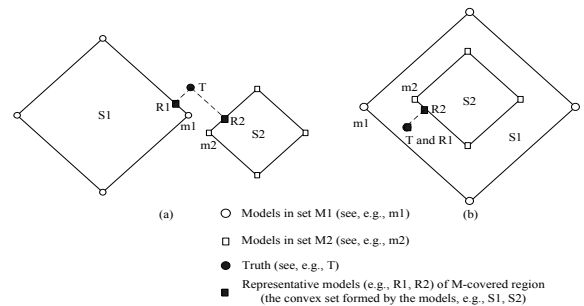 T
R1
S1
m1
R2
m2
S2
(a)
m2
S2
R2
m1
T and R1
S1
(b)
Models in set M1 (see, e.g., m1)
Models in set M2 (see, e.g., m2)
Truth (see, e.g., T)
Representative models (e.g., R1, R2) of M-covered region
(the convex set formed by the models, e.g., S1, S2)